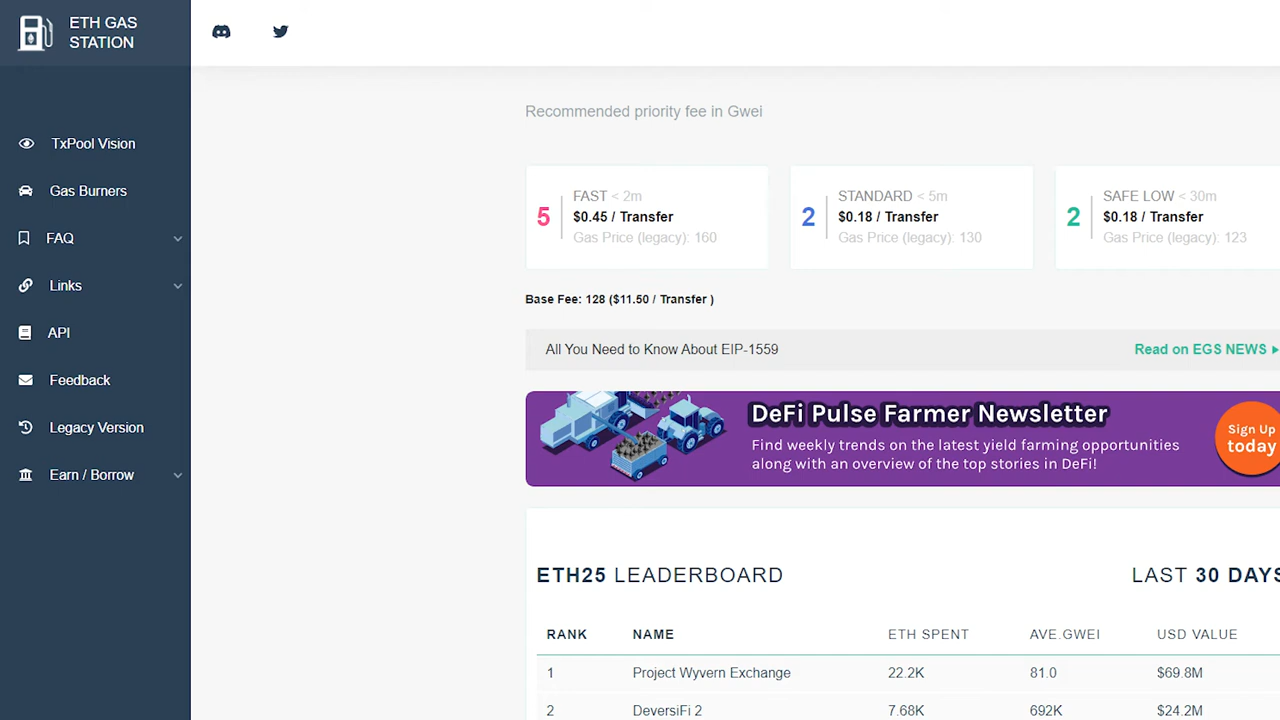 ETH GAS
STATION
TxPool Vision
Gas Burners
FAQ
Links
API
Feedback
Legacy Version
Earn / Borrow
Recommended priority fee in Gwei
5
FAST < 2m
$0.45 / Transfer
Gas Price (legacy): 160
2
STANDARD < 5m
$0.18 / Transfer
Gas Price (legacy): 130
2
SAFE LOW < 30m
$0.18 / Transfer
Gas Price (legacy): 123
Base Fee: 128 ($11.50 / Transfer )
All You Need to Know About EIP-1559 Read on EGS NEWS
DeFi Pulse Farmer Newsletter
Find weekly trends on the latest yield farming opportunities
along with an overview of the top stories in DeFi!
Sign Up
today
ETH25 LEADERBOARD LAST 30 DAYS
RANK NAME ETH SPENT AVE.GWEI USD VALUE
1 Project Wyvern Exchange 22.2K 81.0 $69.8M
2 DeversiFi 2 7.68K 692K $24.2M